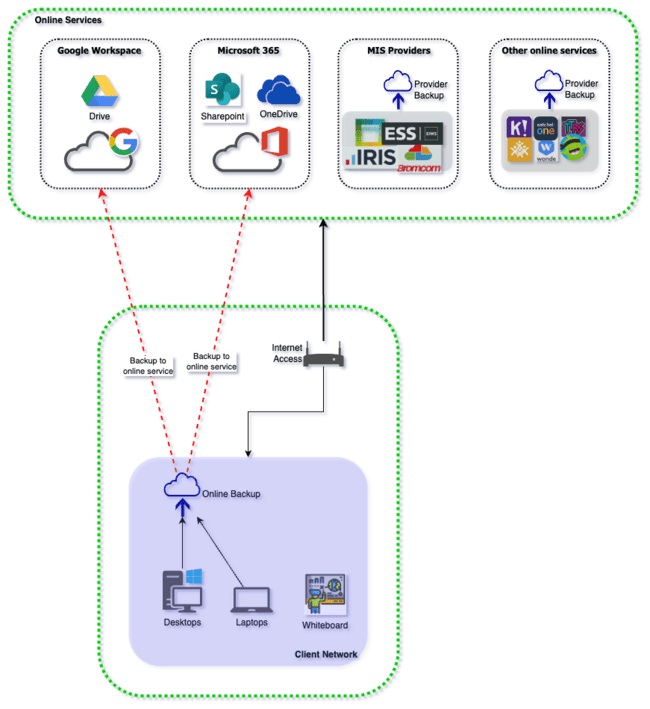 Online Services
Google Workspace
Microsoft 365
MIS Providers
Other online services
Drive
S
Sharepoint
OneDrive
Provider
Backup
Provider
Backup
ESS
SIMS
IRIS
Bromcom
K!
one
W
wonde
Backup to
online service
Backup to
online service
Internet
Access
Online Backup
Desktops
Laptops
Whiteboard
Client Network